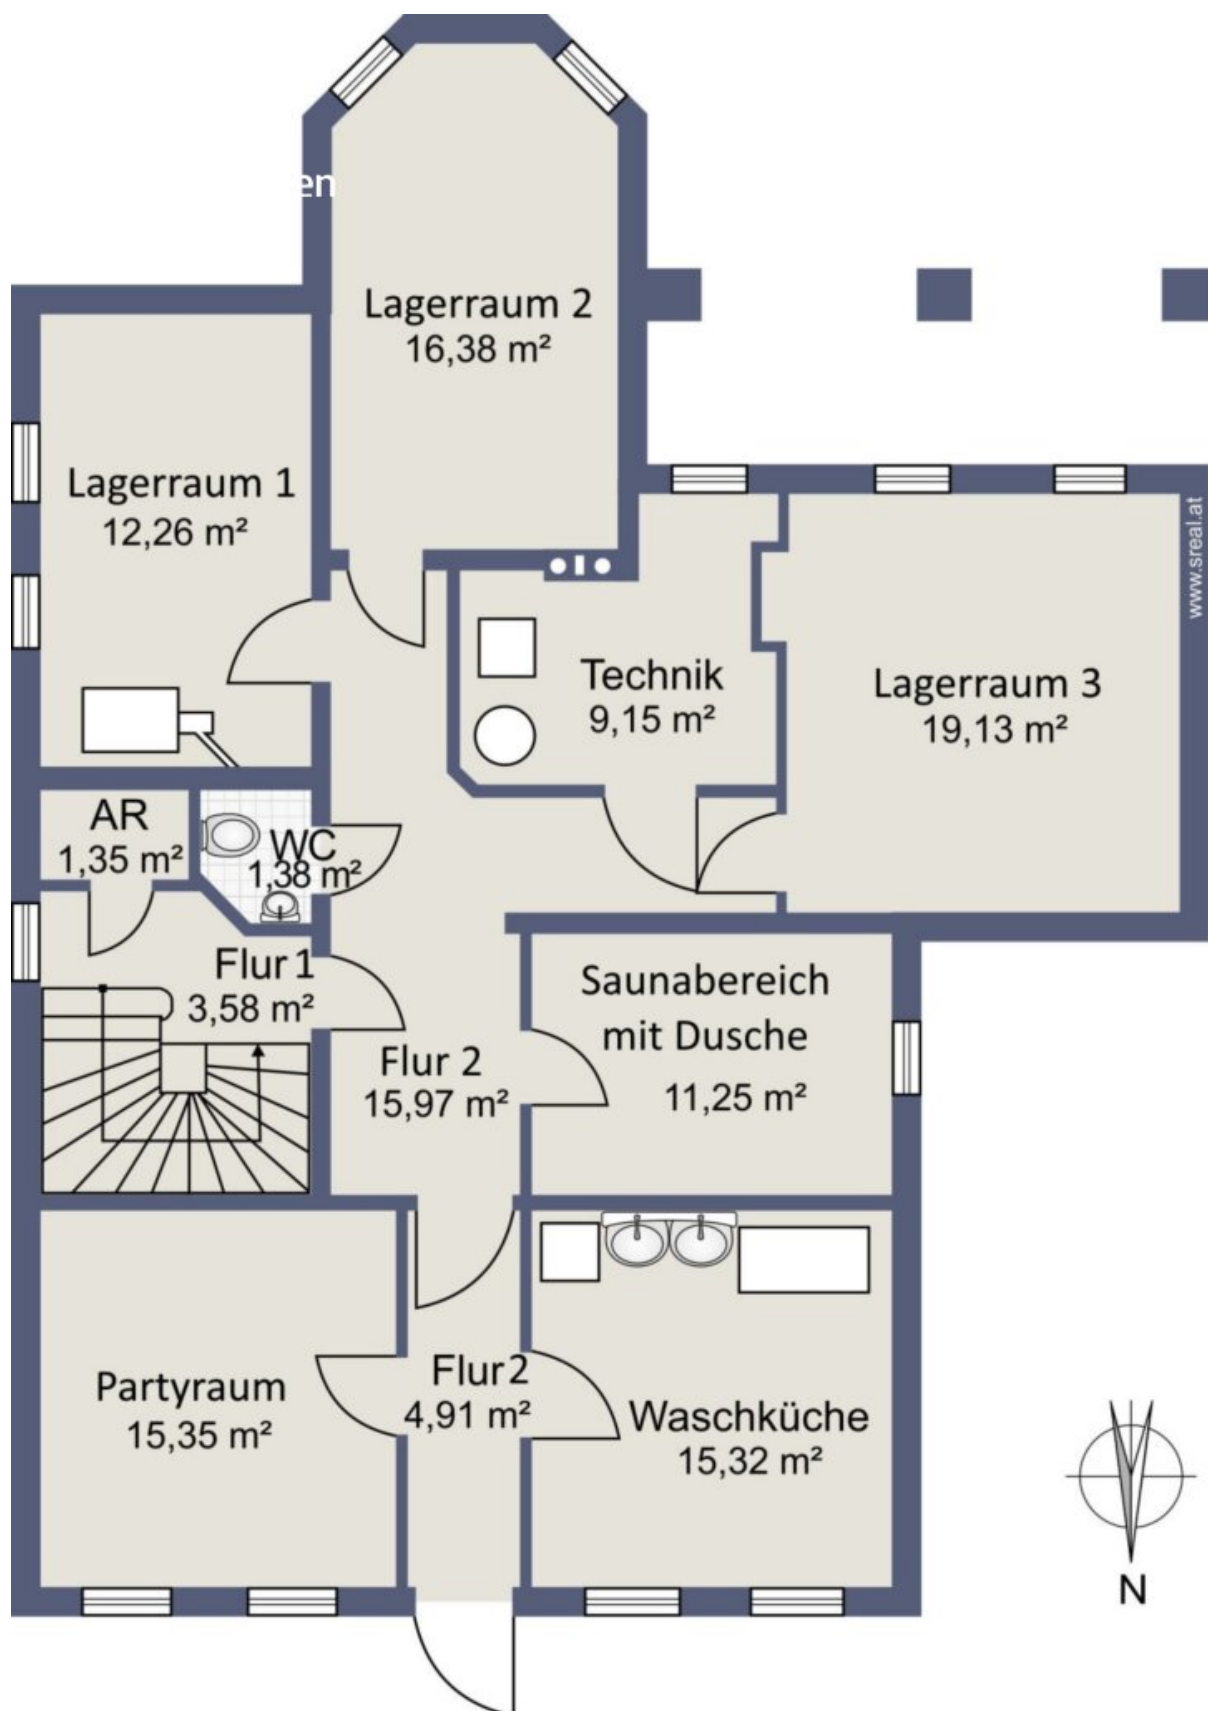 en
Lagerraum 2
16,38 m²
Lagerraum 1
12,26 m²
www.sreal.at
Technik
9,15 m²
Lagerraum 3
19,13 m²
AR
1,35 m²
WC
1,38 m²
Flur 1
3,58 m²
Saunabereich
mit Dusche
11,25 m²
Flur 2
15,97 m²
Partyraum
15,35 m²
Flur 2
4,91 m²
Waschküche
15,32 m²
N